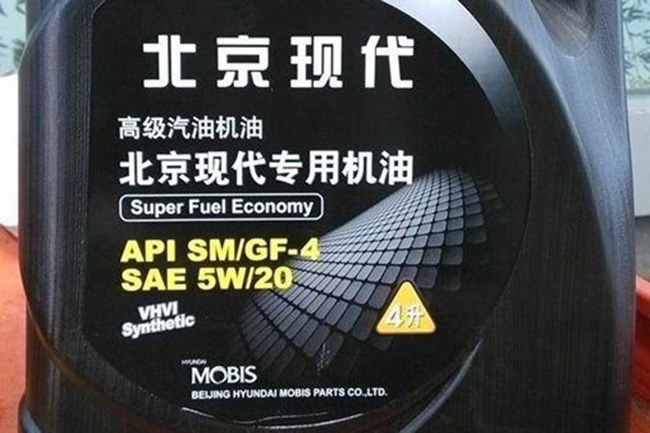 北京现代
高级汽油机油
北京现代专用机油
Super Fuel Economy
API SM/GF-4
SAE 5W/20
VHVI
Synthetic
4升
HYUNDAI
MOBIS
BEIJING HYUNDAI MOBIS PARTS CO.,LTD.